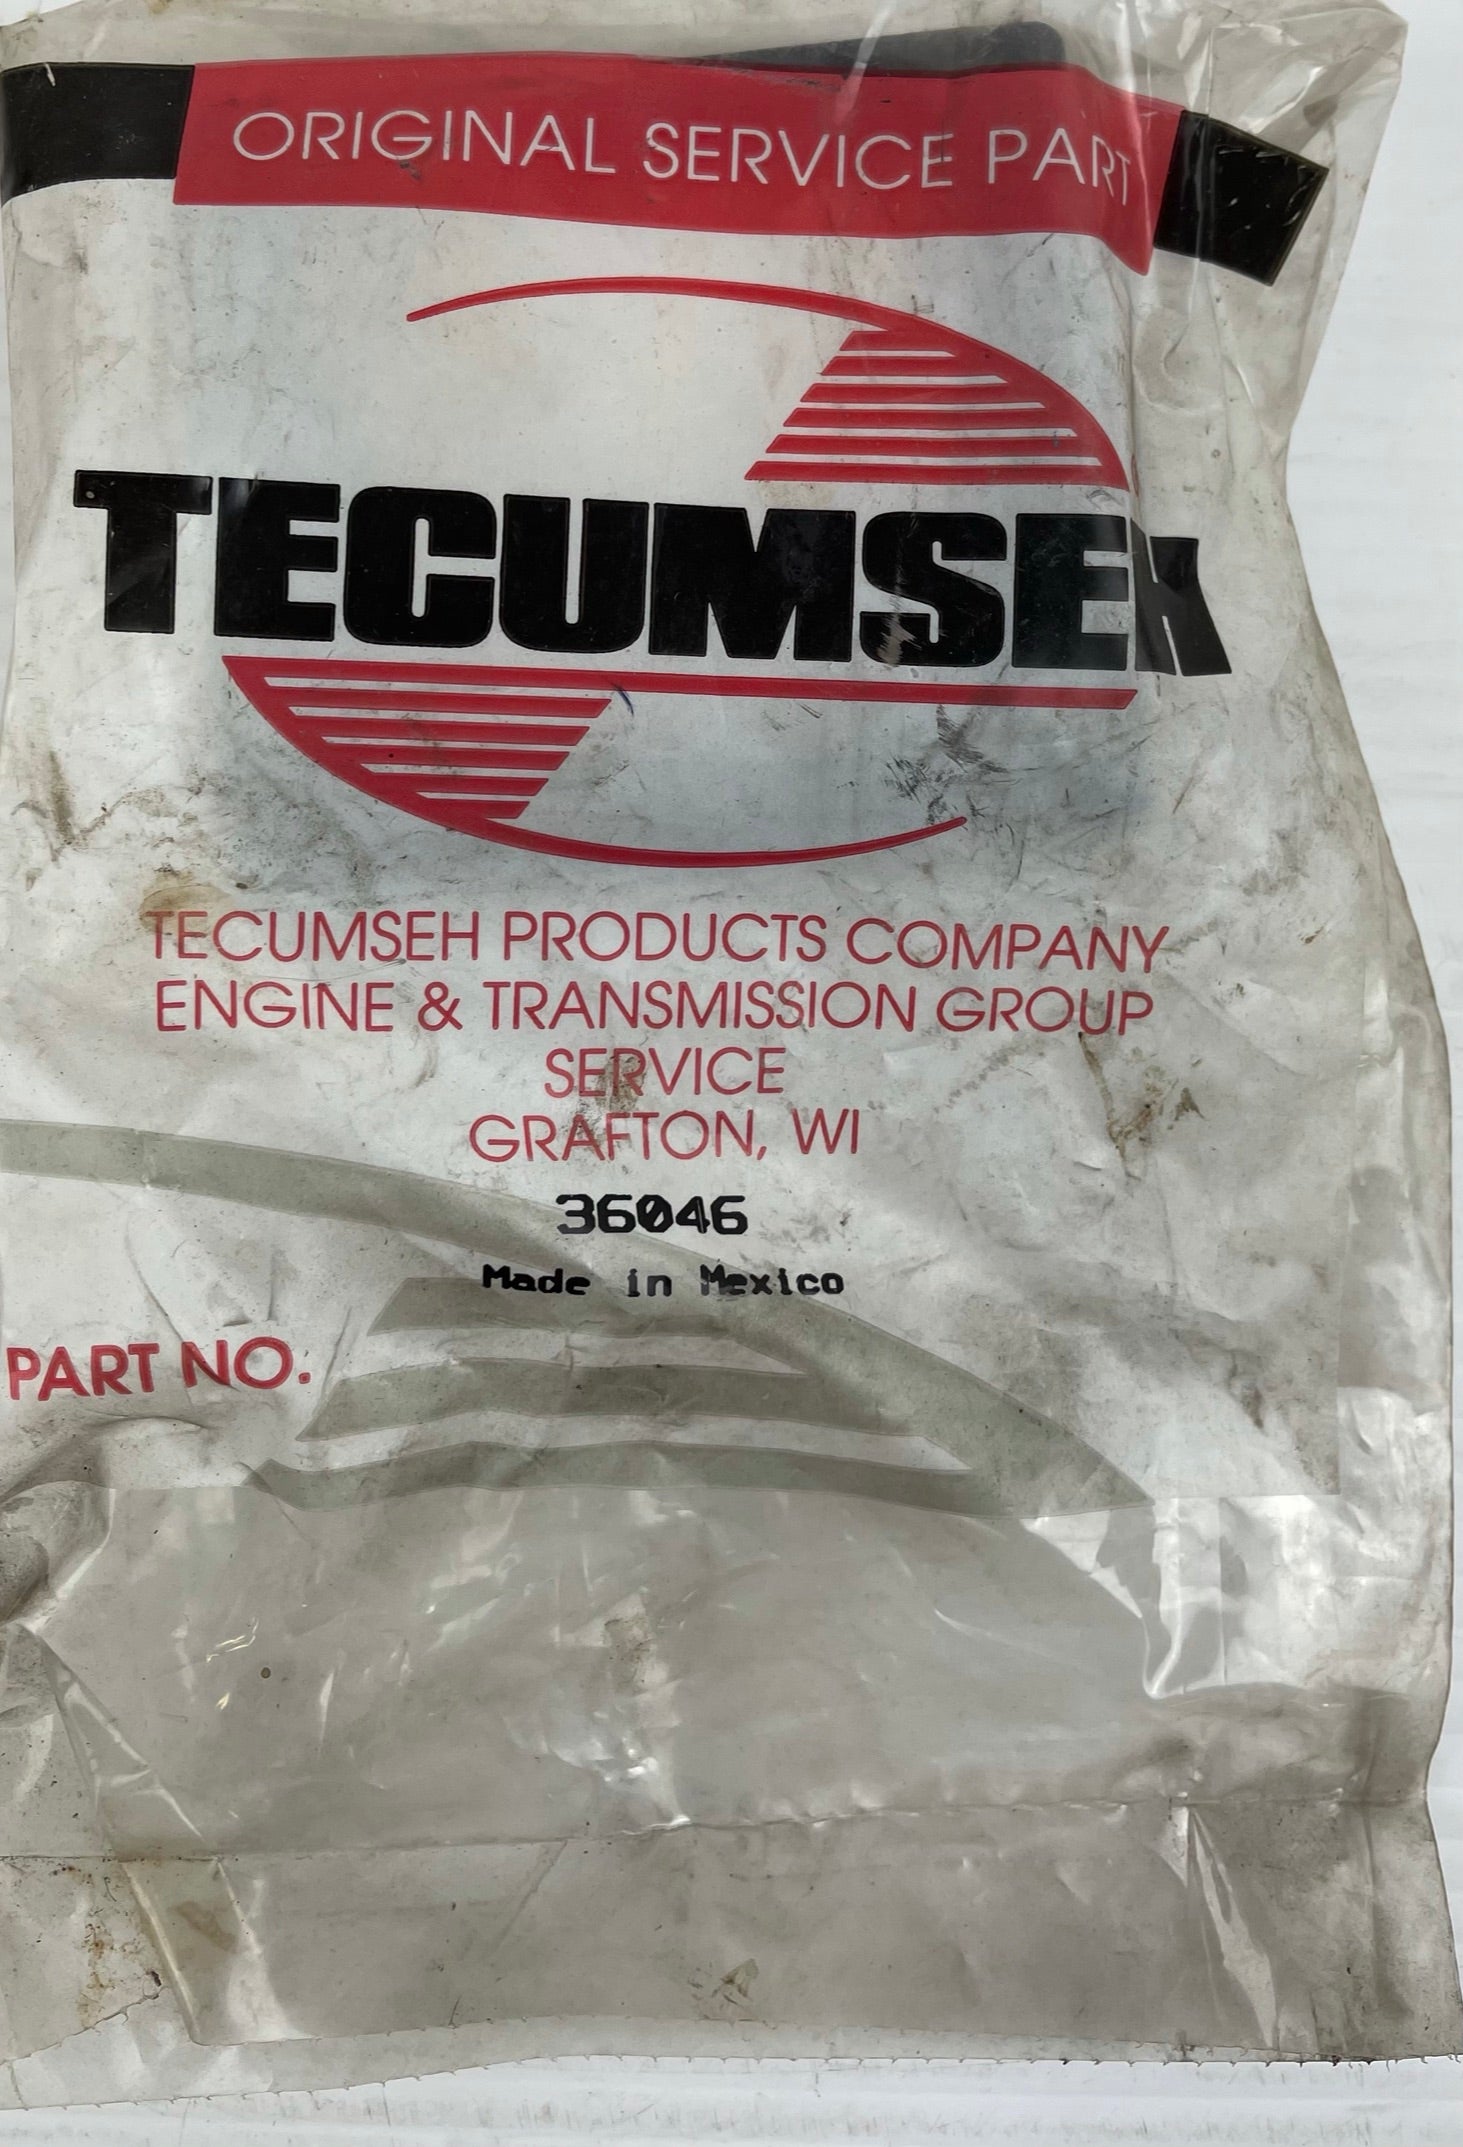 ORIGINAL SERVICE PART
TECUMSEH
TECUMSEH PRODUCTS COMPANY
ENGINE & TRANSMISSION GROUP
SERVICE
GRAFTON, WI
36046
Made in Mexico
PART NO.